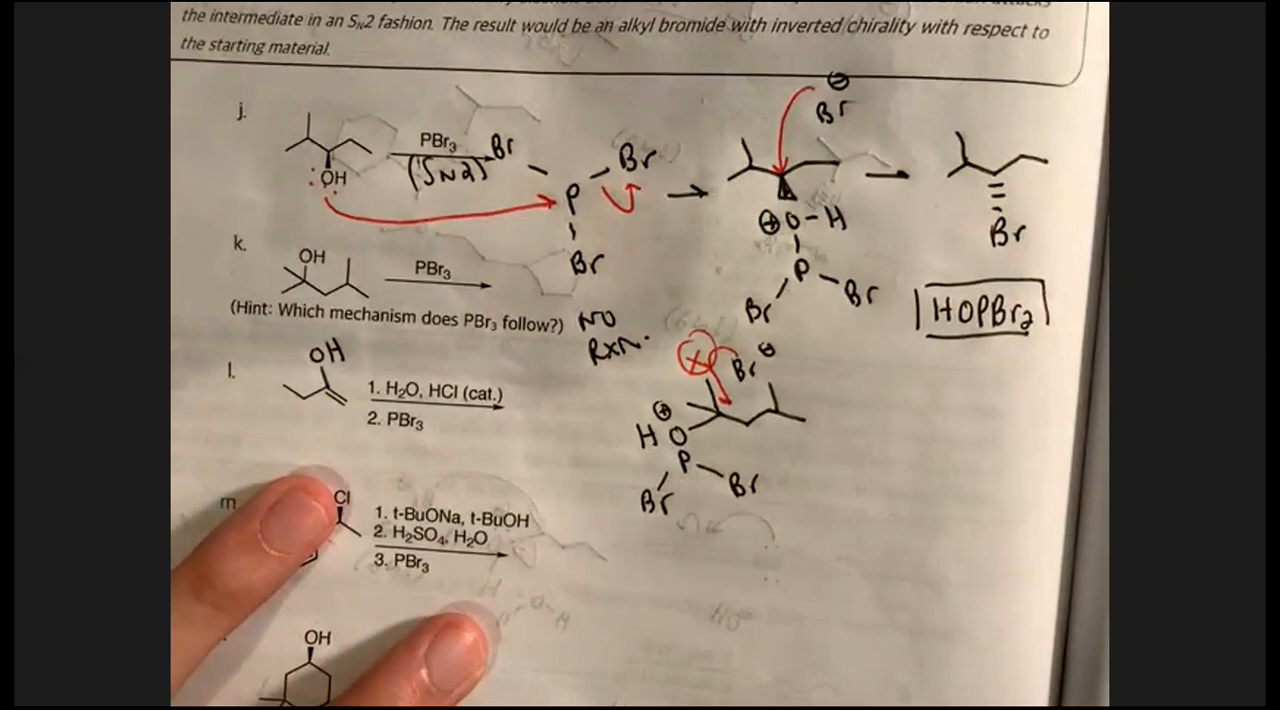 the intermediate in an SN2 fashion. The result would be an alkyl bromide with inverted chirality with respect to
the starting material.
j.
OH
PBr3
(SN2)
Br
P
Br
Br
Br
O-H
P
Br
Br
Br
HOPBr2
k.
OH
PBr3
(Hint: Which mechanism does PBr3 follow?)
NO
RXN.
Br
H O
P
Br
Br
l.
OH
1. H2O, HCl (cat.)
2. PBr3
m
Cl
1. t-BuONa, t-BuOH
2. H2SO4, H2O
3. PBr3
OH